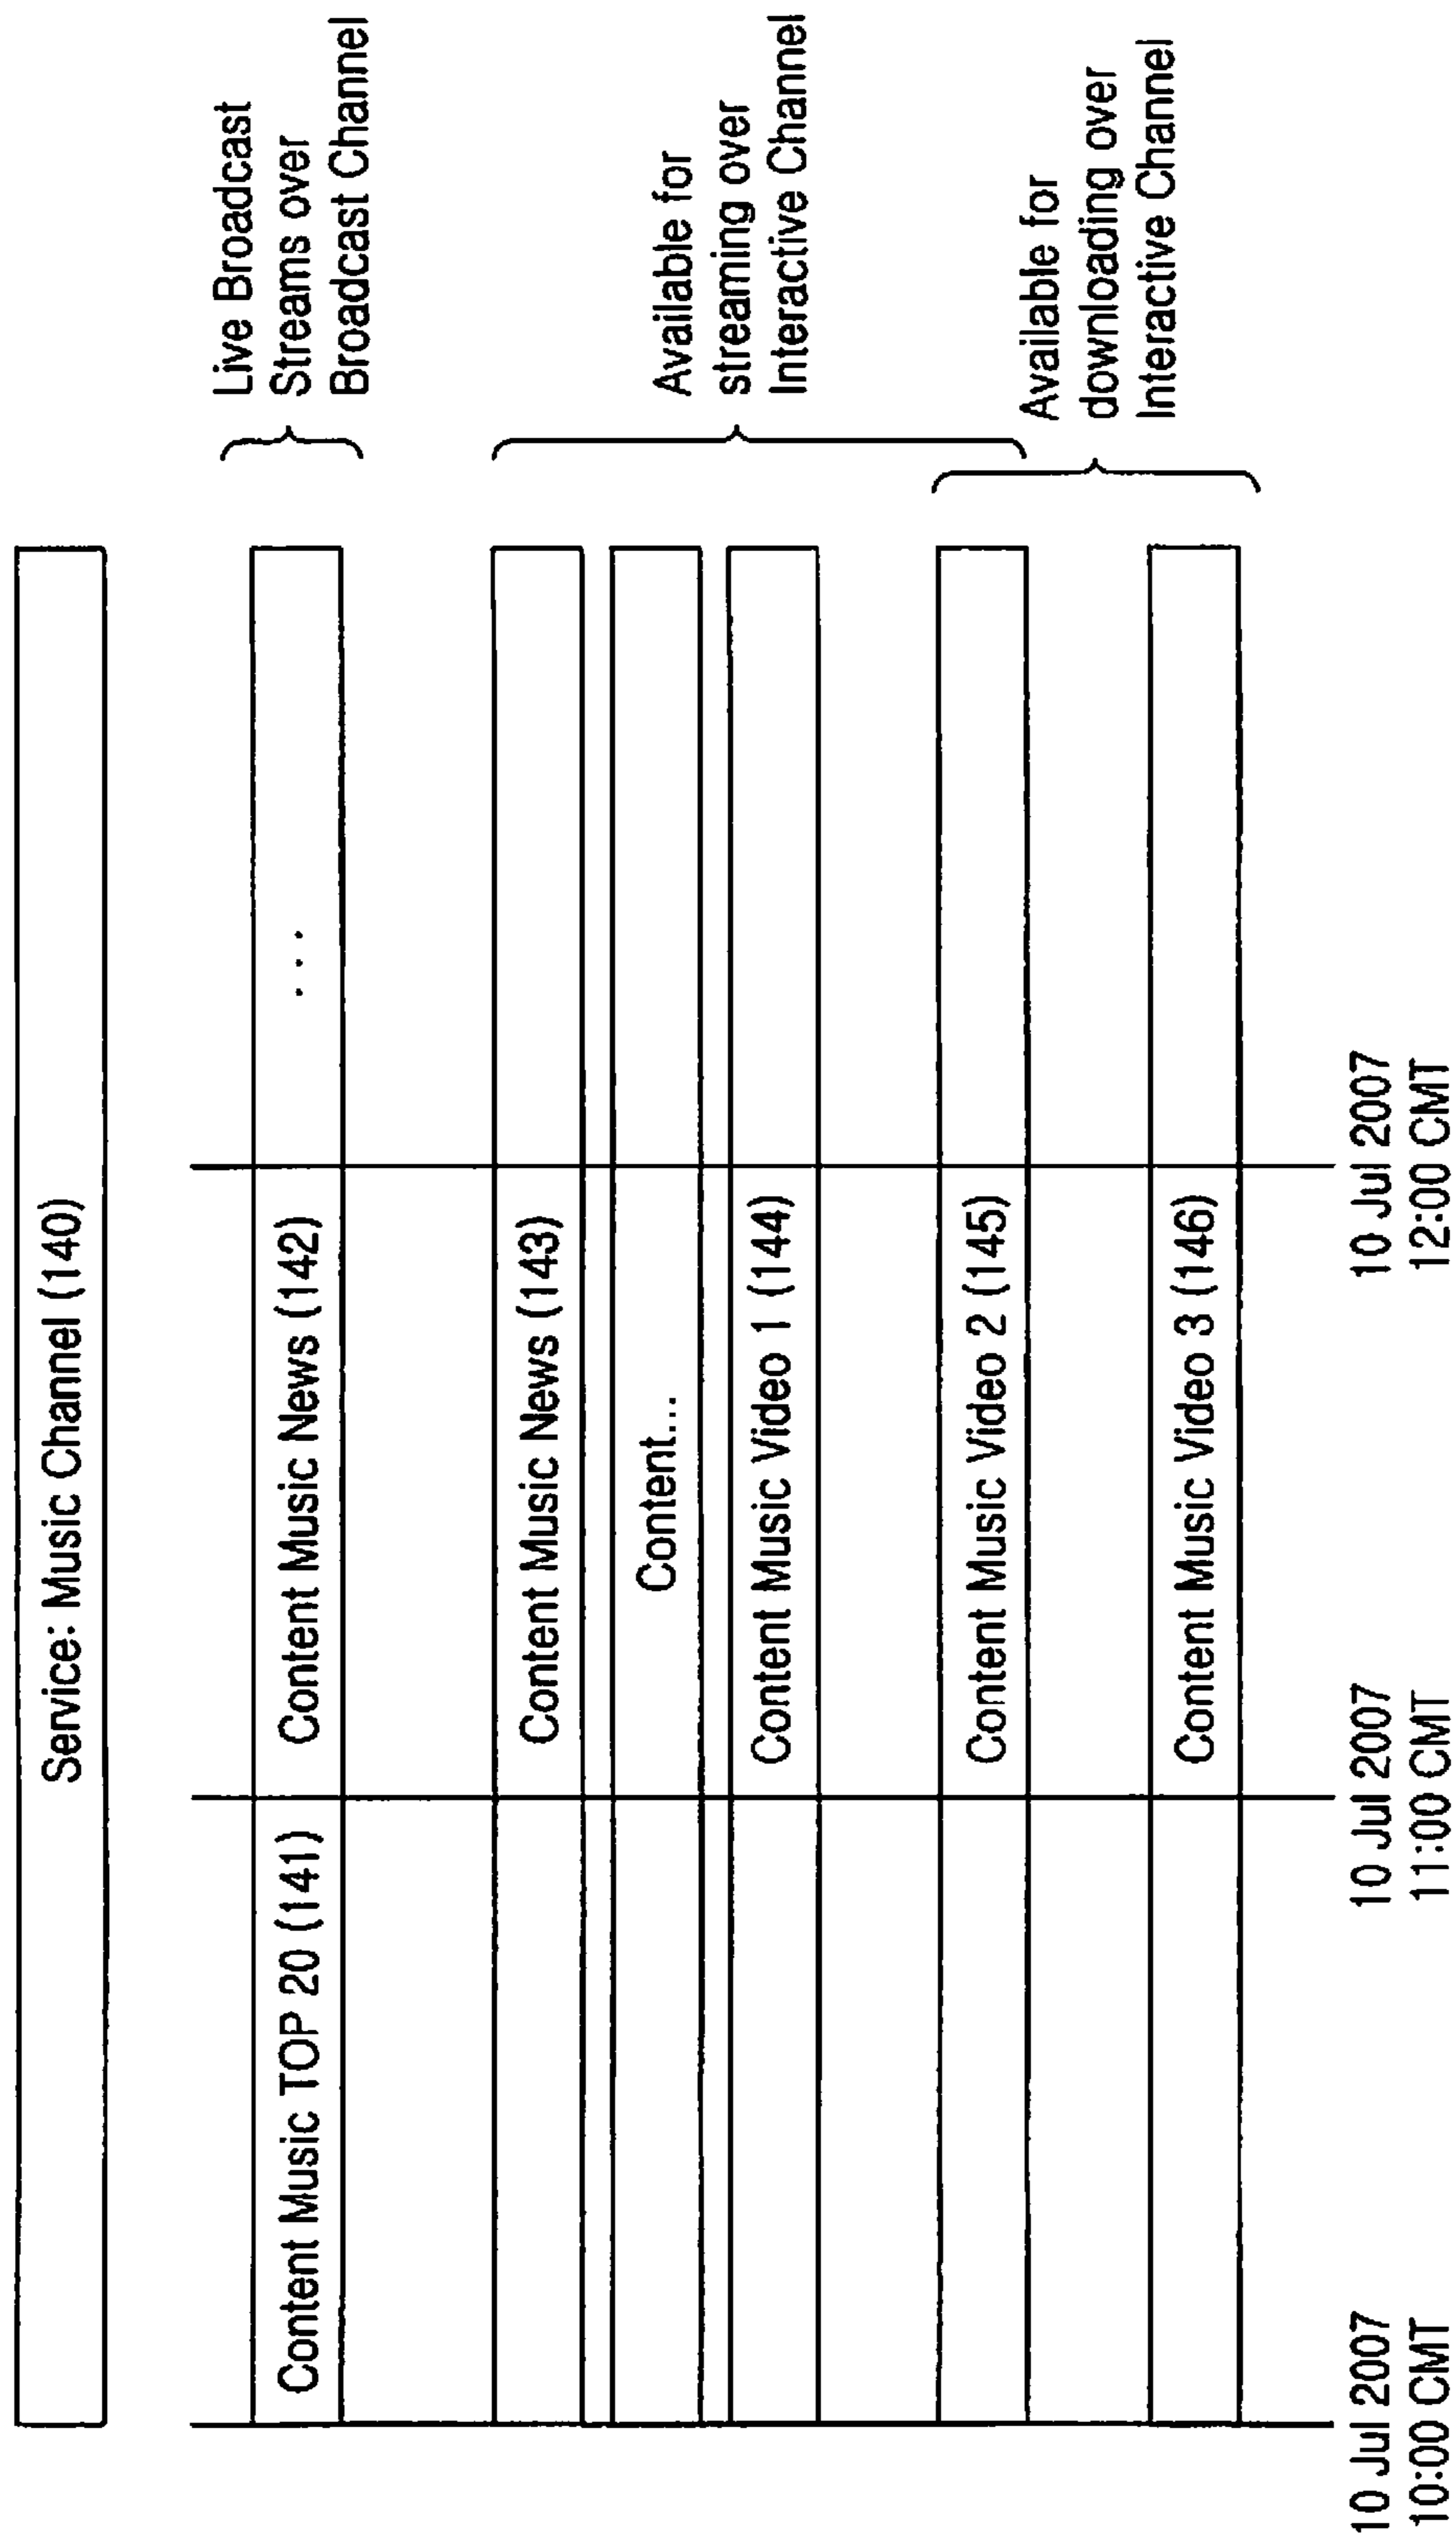 Service: Music Channel (140)
Content Music TOP 20 (141)
Content Music News (142)
. . .
Live Broadcast
Streams over
Broadcast Channel
Content Music News (143)
Content...
Content Music Video 1 (144)
Available for
streaming over
Interactive Channel
Content Music Video 2 (145)
Content Music Video 3 (146)
Available for
downloading over
Interactive Channel
10 Jul 2007
10:00 CMT
10 Jul 2007
11:00 CMT
10 Jul 2007
12:00 CMT